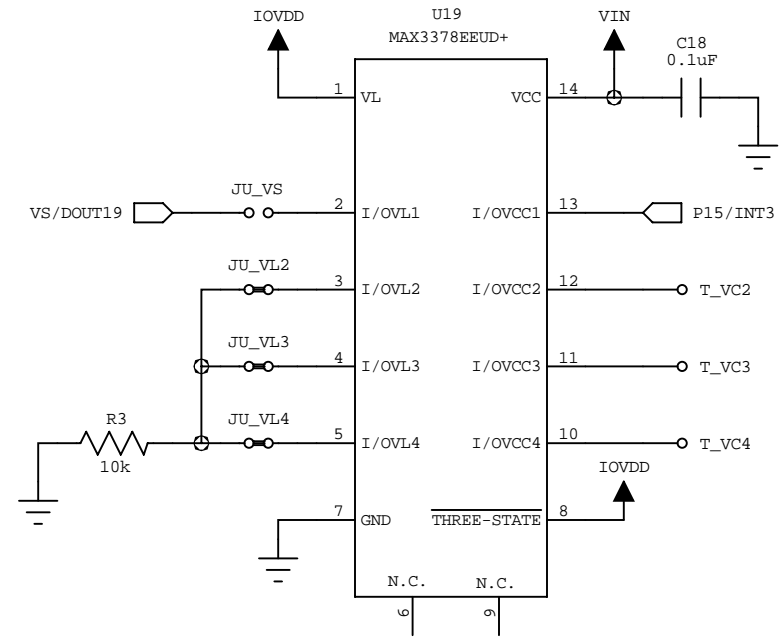 U19
MAX3378EEUD+
IOVDD
VIN
C18
0.1uF
1
VL
VCC
14
JU_VS
VS/DOUT19
2
I/OVL1
I/OVCC1
13
P15/INT3
JU_VL2
3
I/OVL2
I/OVCC2
12
T_VC2
JU_VL3
4
I/OVL3
I/OVCC3
11
T_VC3
R3
10k
JU_VL4
5
I/OVL4
I/OVCC4
10
T_VC4
IOVDD
7
GND
THREE-STATE
8
N.C.
N.C.
6
9